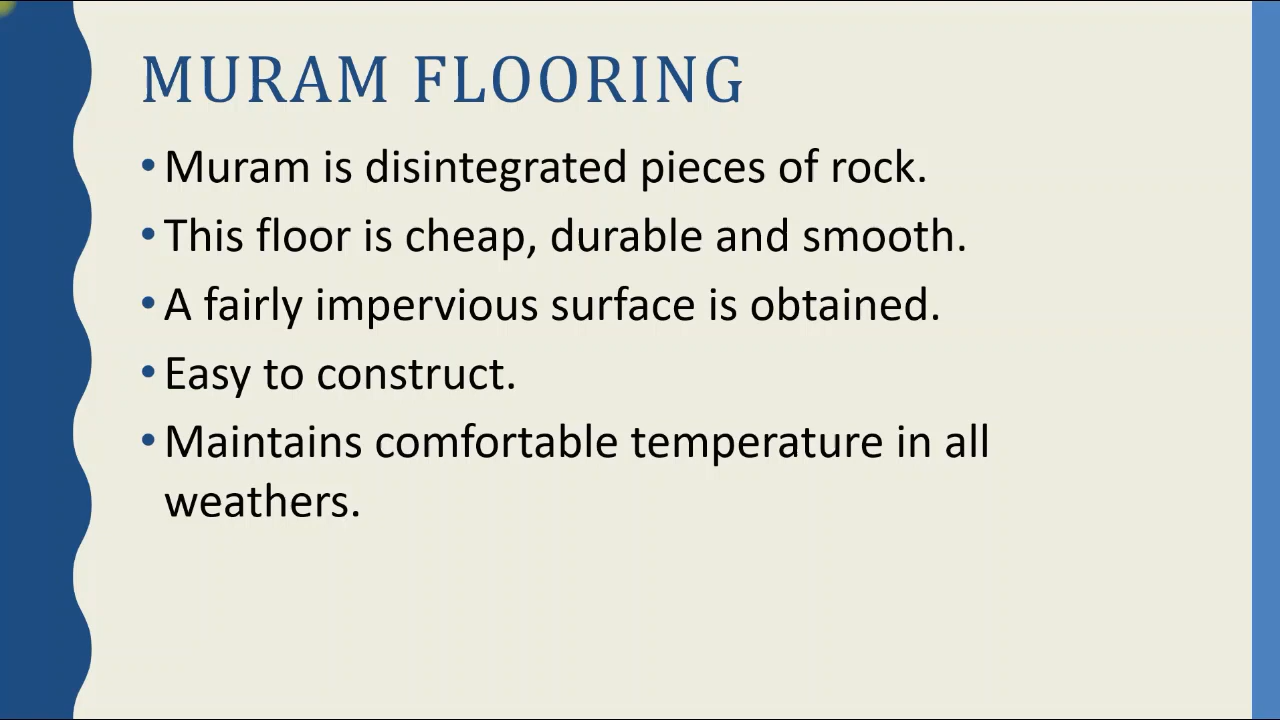 MURAM FLOORING
• Muram is disintegrated pieces of rock.
• This floor is cheap, durable and smooth.
• A fairly impervious surface is obtained.
• Easy to construct.
• Maintains comfortable temperature in all
weathers.